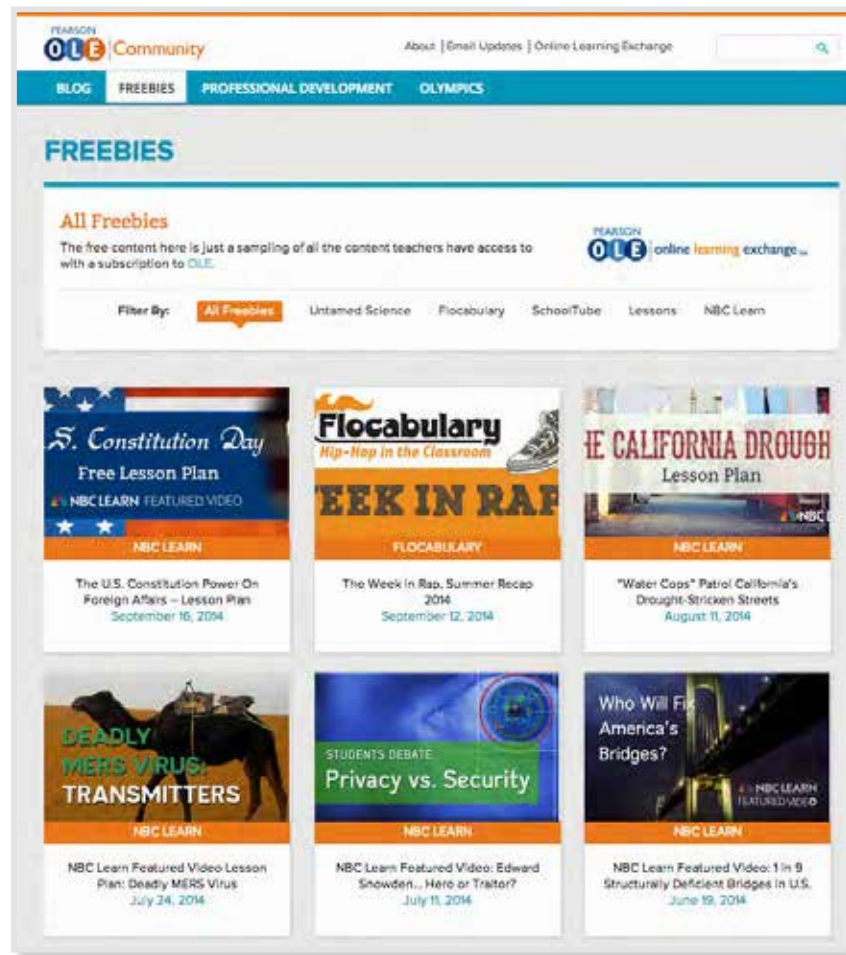 PEARSON
OLE Community
About | Email Updates | Online Learning Exchange
BLOG FREEBIES PROFESSIONAL DEVELOPMENT OLYMPICS
FREEBIES
All Freebies
The free content here is just a sampling of all the content teachers have access to
with a subscription to OLE.
PEARSON
OLE online learning exchange
Filter By: All Freebies Untamed Science Flocabulary SchoolTube Lessons NBC Learn
S. Constitution Day
Free Lesson Plan
NBC LEARN FEATURED VIDEO
NBC LEARN
The U.S. Constitution Power On
Foreign Affairs – Lesson Plan
September 16, 2014
Flocabulary
Hip-Hop in the Classroom
EEK IN RAP
FLOCABULARY
The Week in Rap, Summer Recap
2014
September 12, 2014
HE CALIFORNIA DROUGH
Lesson Plan
NBC L
NBC LEARN
"Water Cops" Patrol California's
Drought-Stricken Streets
August 11, 2014
DEADLY
MERS VIRUS:
TRANSMITTERS
NBC LEARN
NBC Learn Featured Video Lesson
Plan: Deadly MERS Virus
July 24, 2014
STUDENTS DEBATE
Privacy vs. Security
NBC LEARN
NBC Learn Featured Video: Edward
Snowden... Hero or Traitor?
July 11, 2014
Who Will Fix
America's
Bridges?
NBC LEARN
FEATURED VIDEO
NBC LEARN
NBC Learn Featured Video: 1 in 9
Structurally Deficient Bridges in U.S.
June 19, 2014